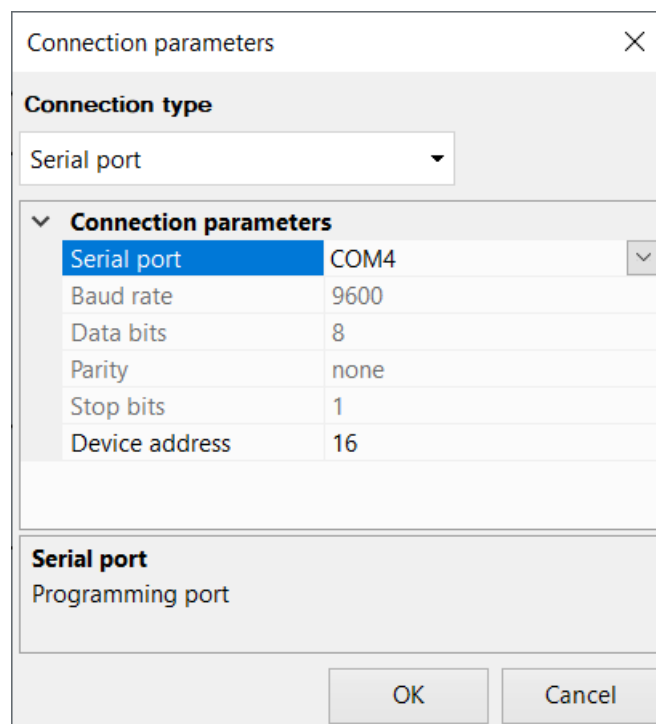 Connection parameters
Connection type
Serial port
Connection parameters
Serial port COM4
Baud rate 9600
Data bits 8
Parity none
Stop bits 1
Device address 16
Serial port
Programming port
OK Cancel